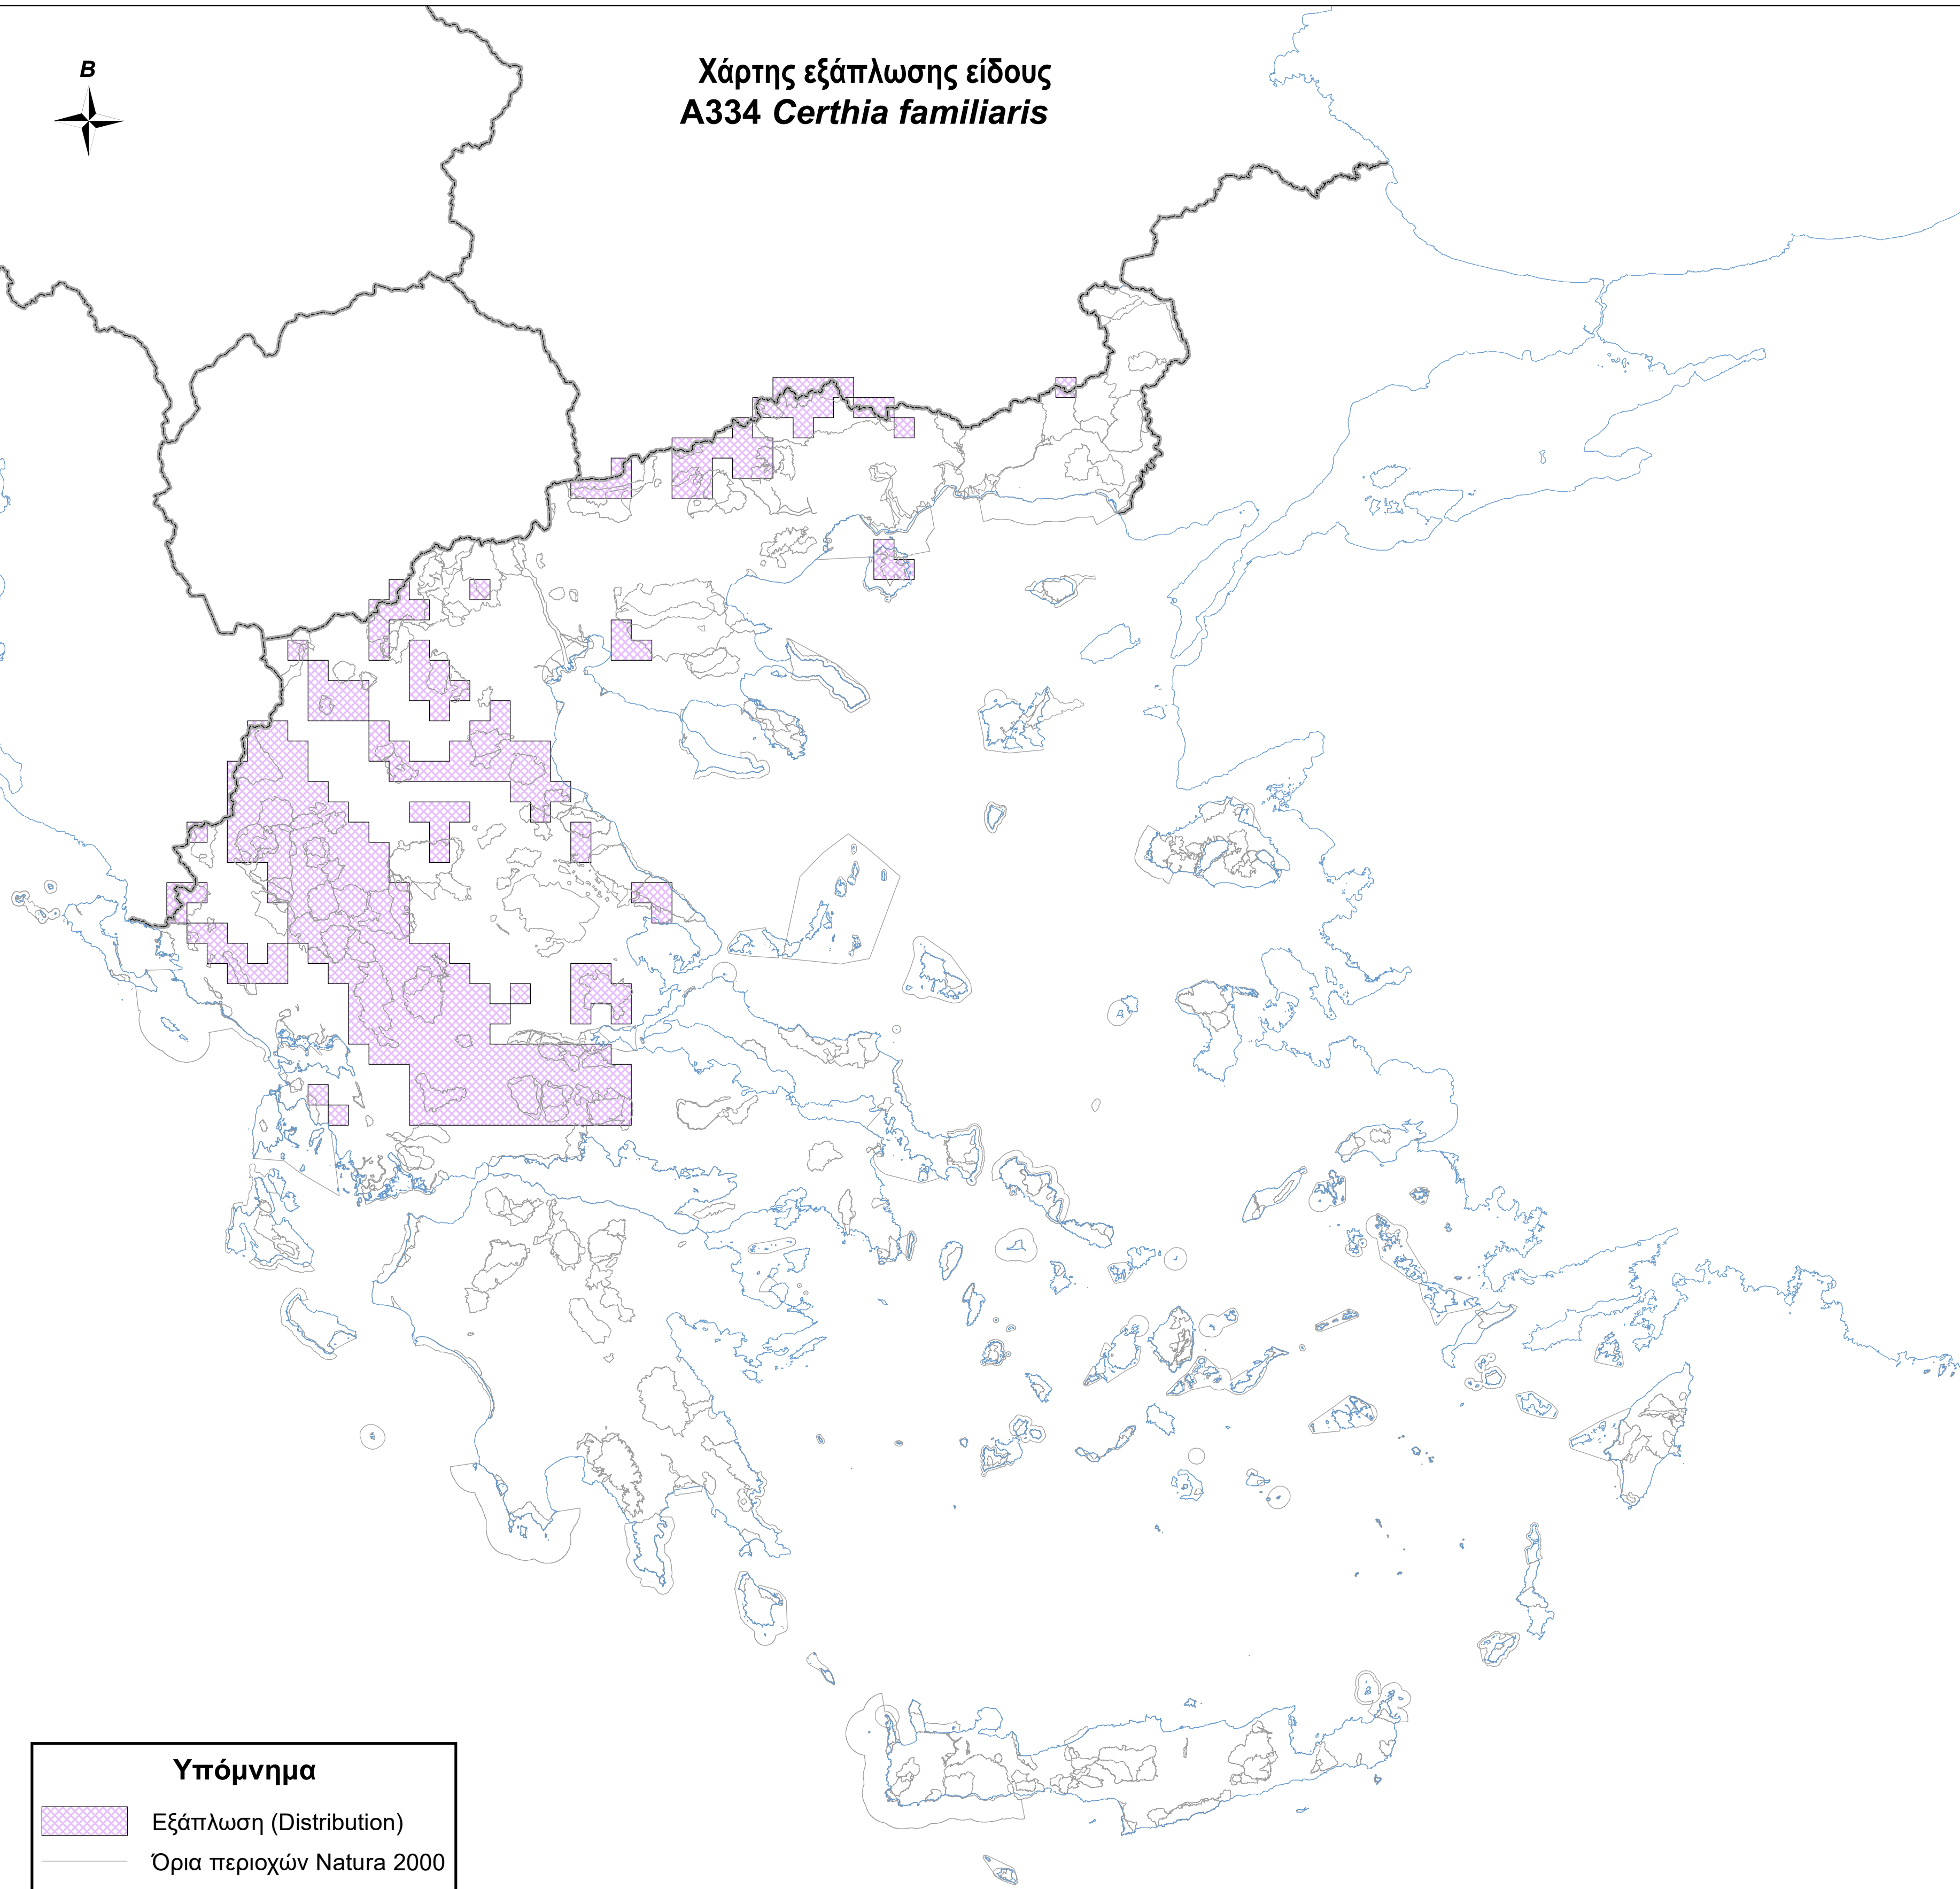 Β
Χάρτης εξάπλωσης είδους
A334 Certhia familiaris
Υπόμνημα
Εξάπλωση (Distribution)
Όρια περιοχών Natura 2000